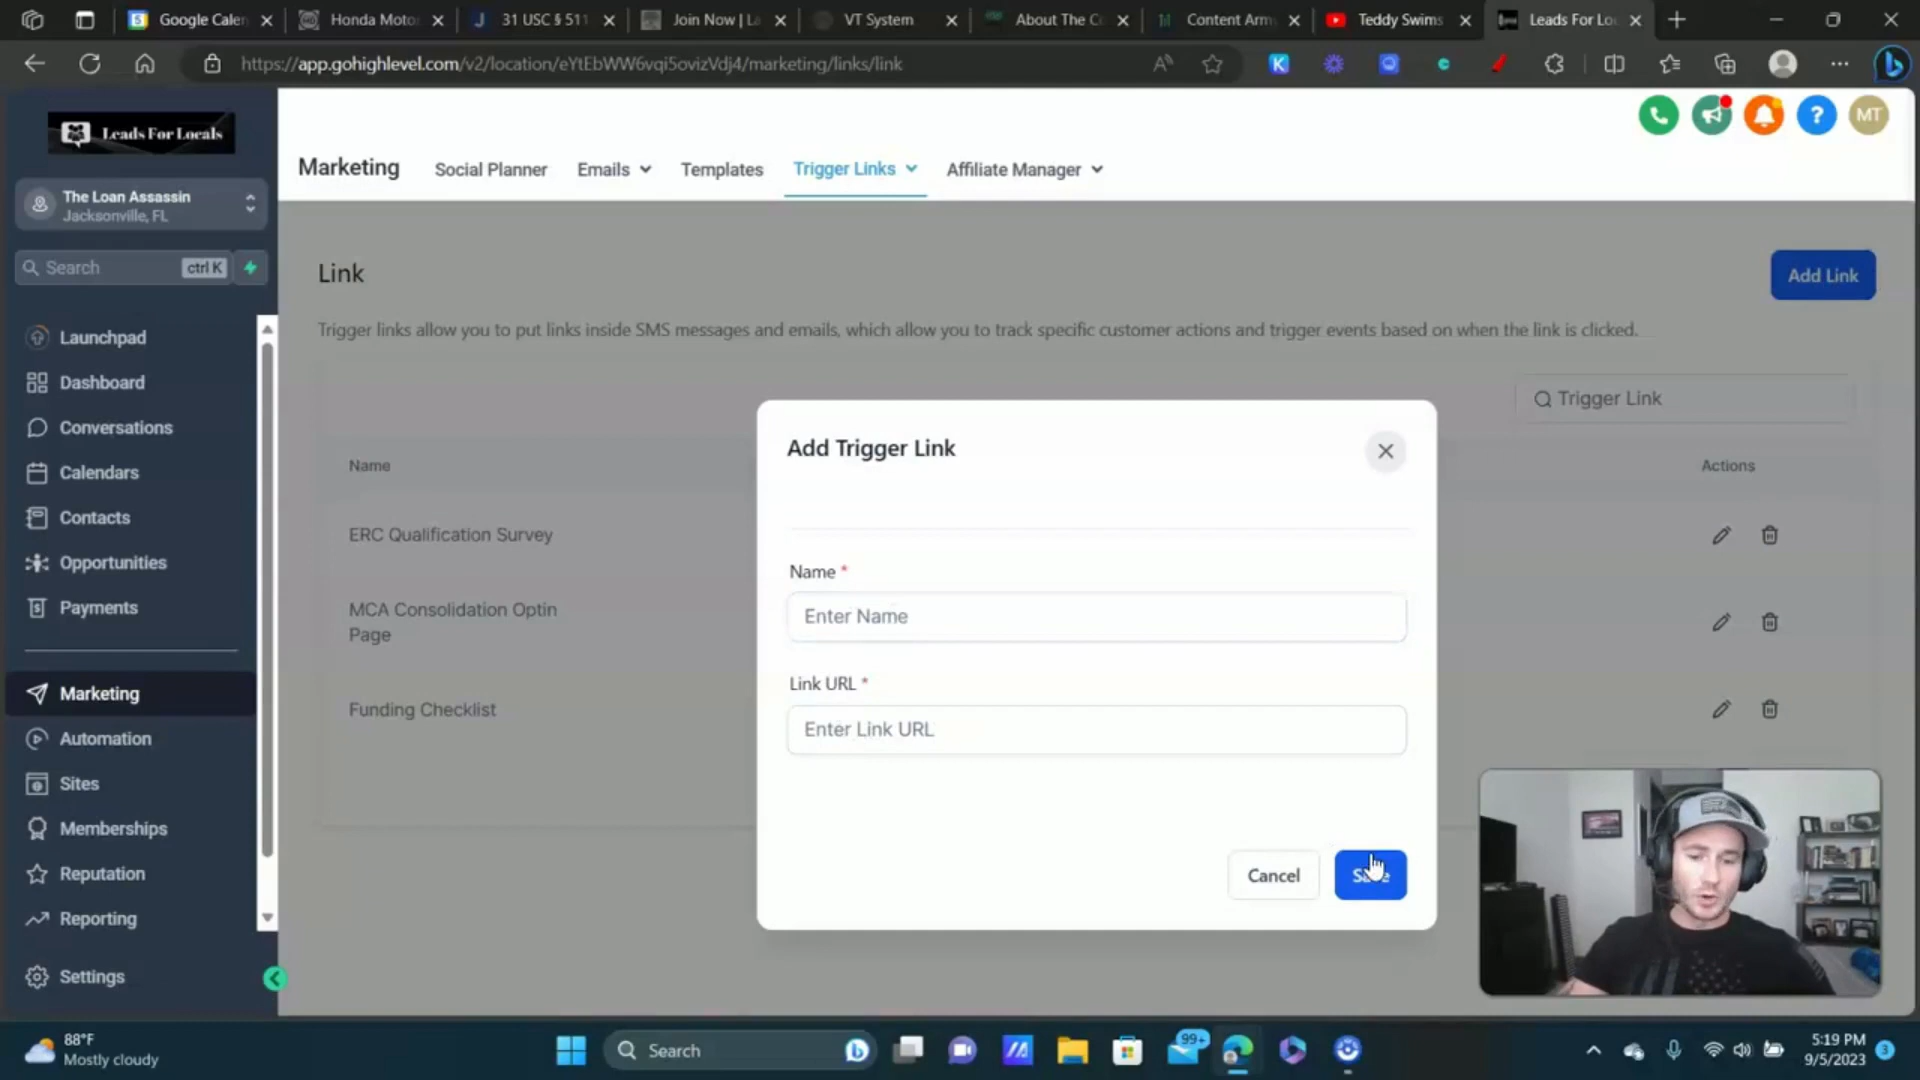 Google Calen
Honda Moto
31 USC § 511
Join Now | La
VT System
About The C
Content Arm
Teddy Swims
Leads For Lo
https://app.gohighlevel.com/v2/location/eYtEbWW6vqi5ovizVdj4/marketing/links/link
Leads For Locals
The Loan Assassin
Jacksonville, FL
Search
ctrl K
Launchpad
Dashboard
Conversations
Calendars
Contacts
Opportunities
Payments
Marketing
Automation
Sites
Memberships
Reputation
Reporting
Settings
MT
Marketing
Social Planner
Emails
Templates
Trigger Links
Affiliate Manager
Link
Add Link
Trigger links allow you to put links inside SMS messages and emails, which allow you to track specific customer actions and trigger events based on when the link is clicked.
Trigger Link
Name
Actions
ERC Qualification Survey
MCA Consolidation Optin
Page
Funding Checklist
Add Trigger Link
Name *
Enter Name
Link URL *
Enter Link URL
Cancel
88°F
Mostly cloudy
Search
99+
5:19 PM
9/5/2023
3